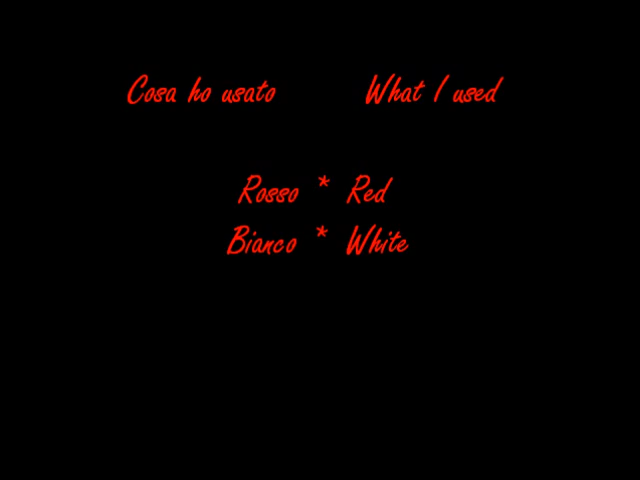 Cosa ho usato What I used
Rosso * Red
Bianco * White